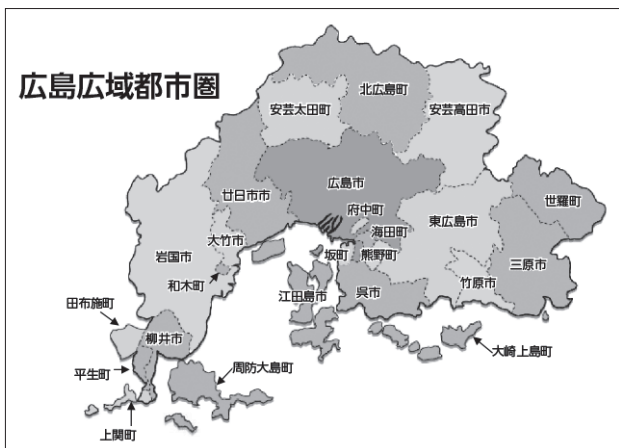 広島広域都市圏
北広島町
安芸太田町
安芸高田市
広島市
廿日市市
世羅町
府中町
東広島市
海田町
大竹市
坂町
熊野町
岩国市
三原市
和木町
江田島市
呉市
竹原市
田布施町
柳井市
大崎上島町
周防大島町
平生町
上関町